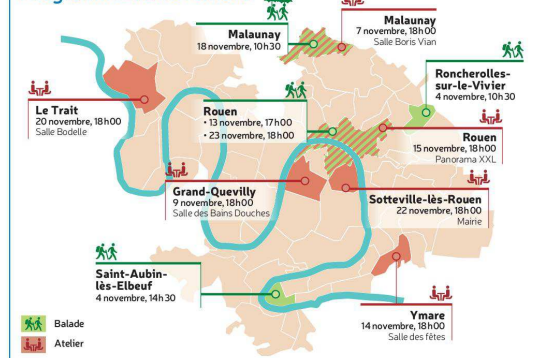 Malaunay
18 novembre, 10h30
Malaunay
7 novembre, 18h00
Salle Boris Vian
Roncherolles-
sur-le-Vivier
4 novembre, 10h30
Le Trait
20 novembre, 18h00
Salle Bodelle
Rouen
• 13 novembre, 17h00
• 23 novembre, 18h00
Rouen
15 novembre, 18h00
Panorama XXL
Grand-Quevilly
9 novembre, 18h00
Salle des Bains Douches
Sotteville-lès-Rouen
22 novembre, 18h00
Mairie
Saint-Aubin-
lès-Elbeuf
4 novembre, 14h30
Ymare
14 novembre, 18h00
Salle des fêtes
Balade
Atelier